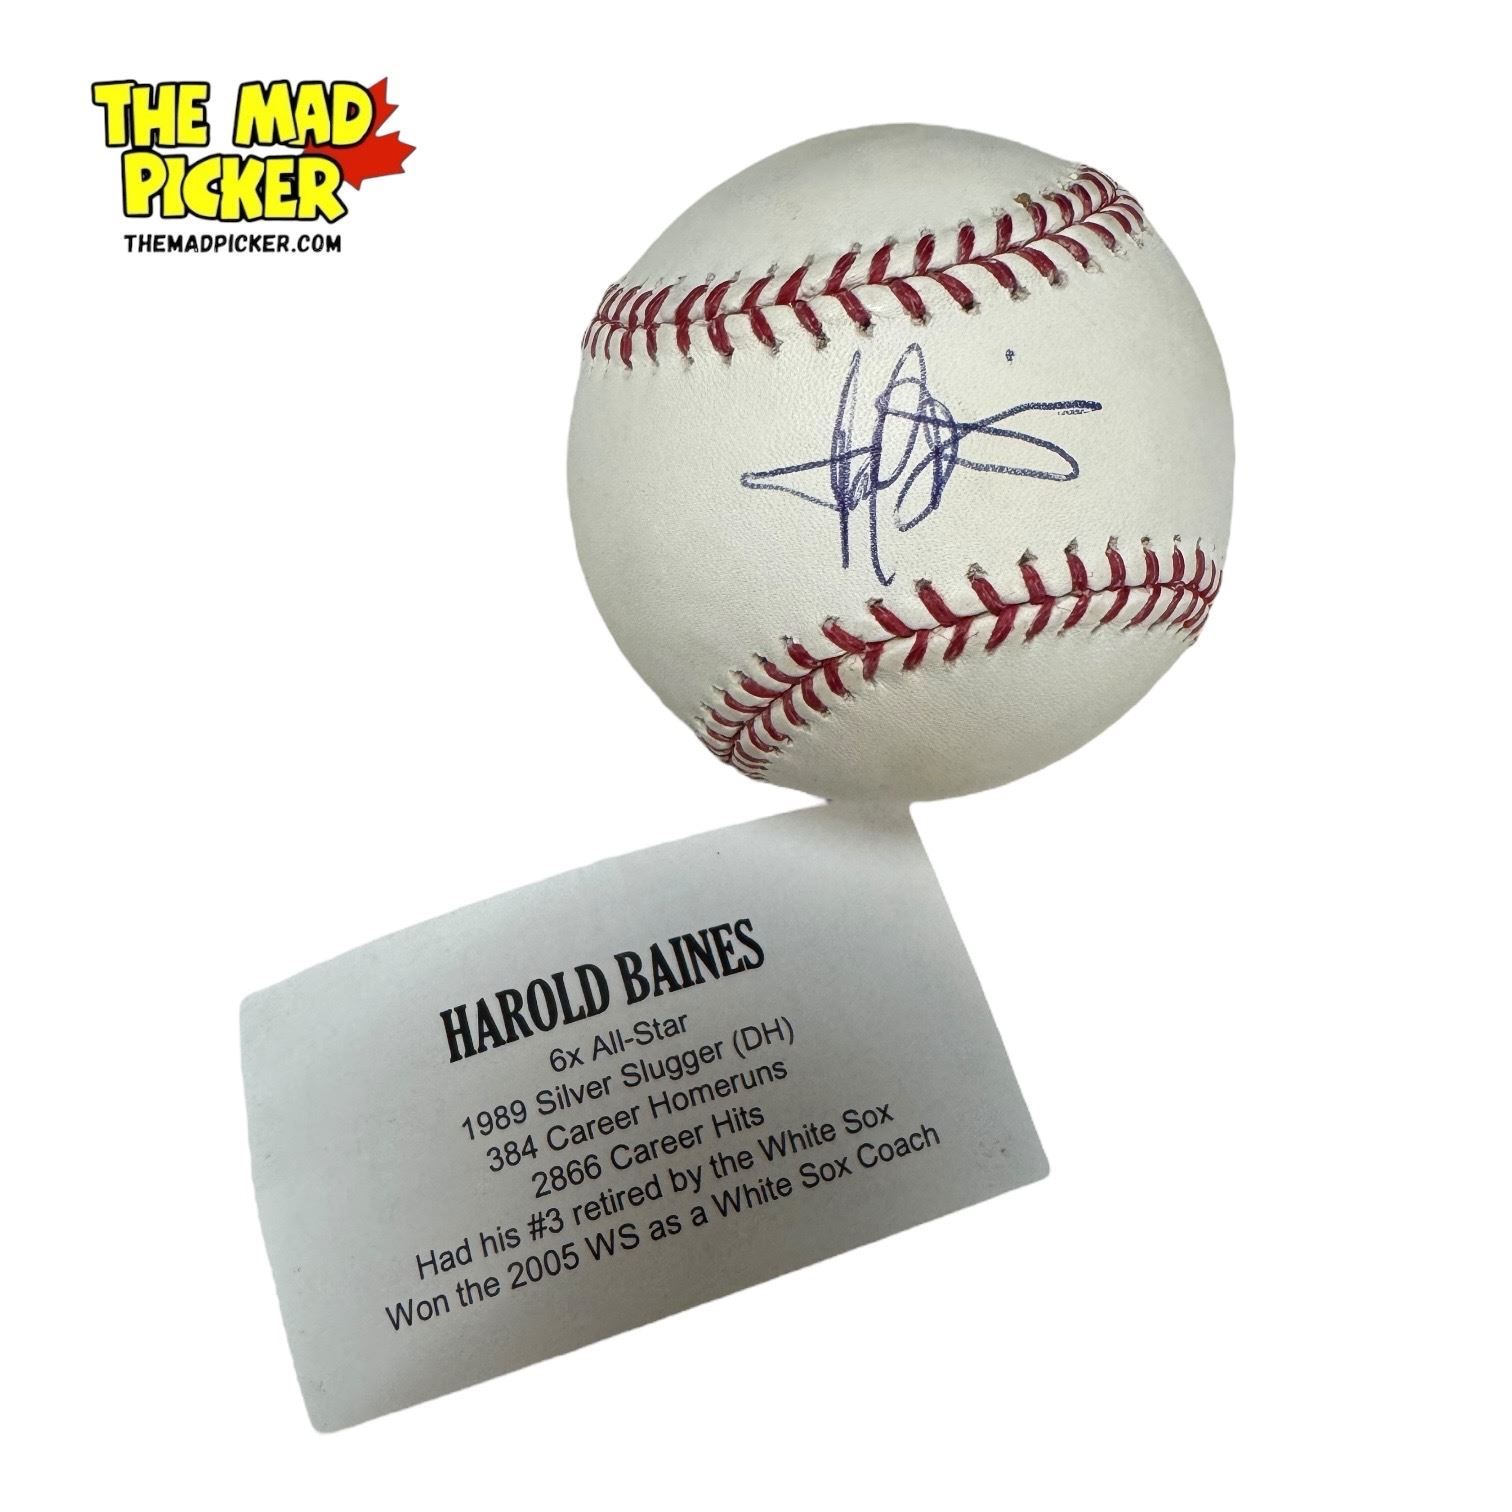 THE MAD
PICKER
THEMADPICKER.COM
HAROLD BAINES
6x All-Star
1989 Silver Slugger (DH)
384 Career Homeruns
2866 Career Hits
Had his #3 retired by the White Sox
Won the 2005 WS as a White Sox Coach